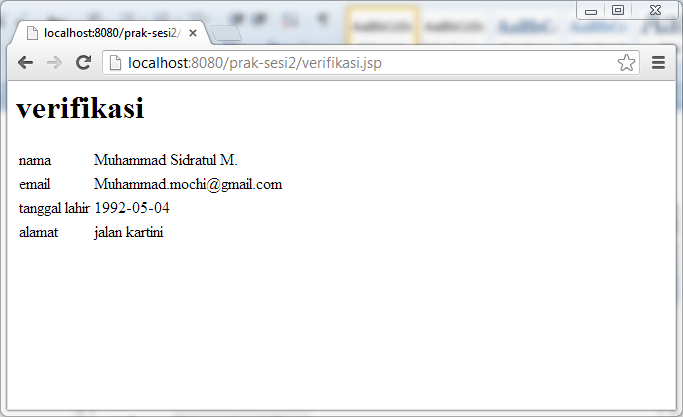 localhost:8080/prak-sesi2/
localhost:8080/prak-sesi2/verifikasi.jsp
verifikasi
nama Muhammad Sidratul M.
email Muhammad.mochi@gmail.com
tanggal lahir 1992-05-04
alamat jalan kartini